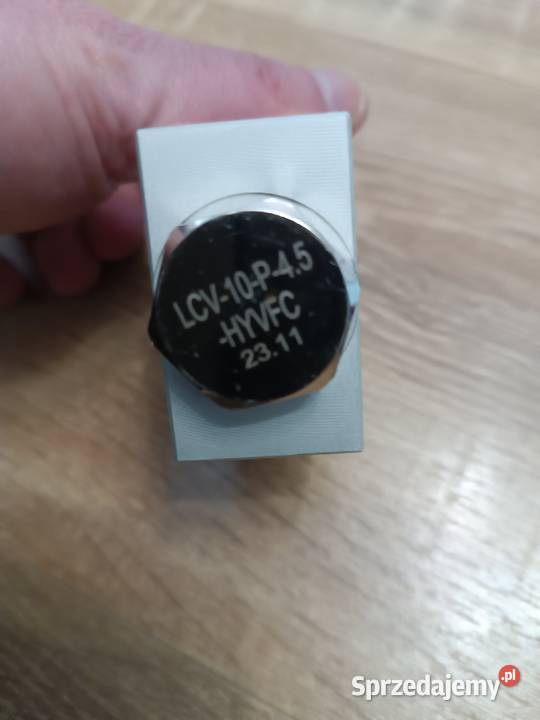 LCV-10-P-4.5
-HYVFC
23.11
Sprzedajemy.pl